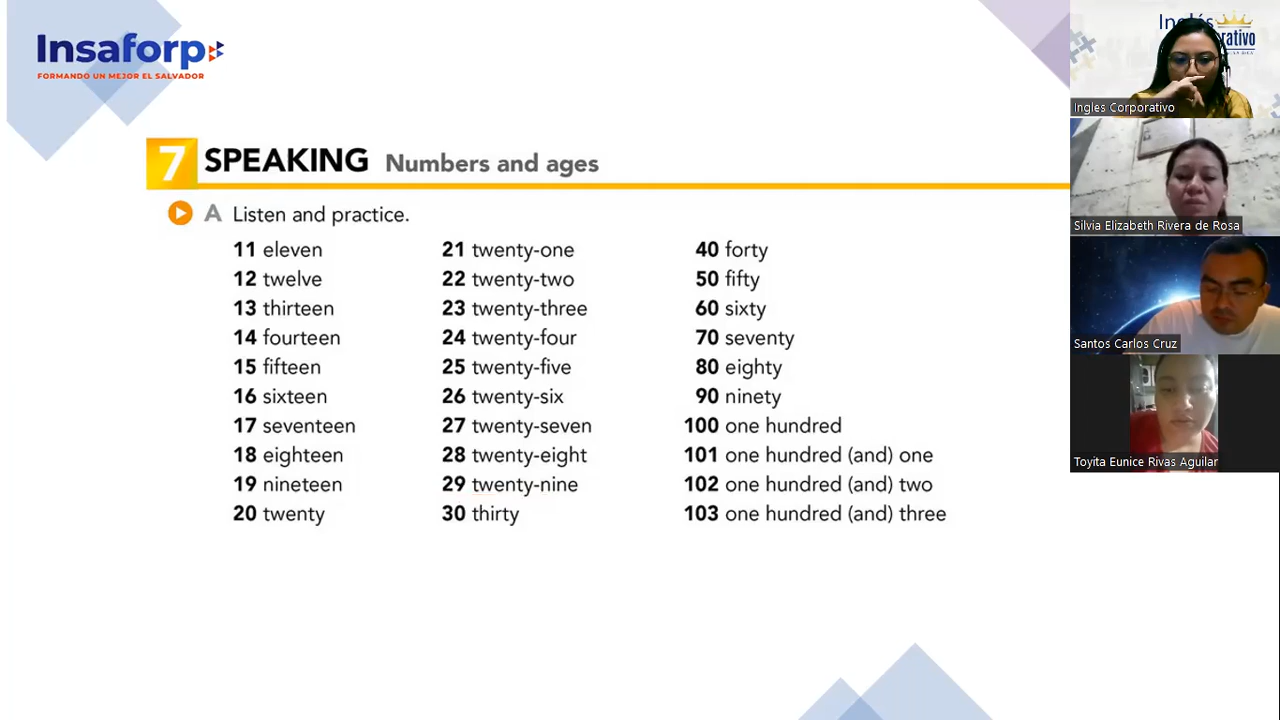 Insaforp
FORMANDO UN MEJOR EL SALVADOR
7 SPEAKING Numbers and ages
A Listen and practice.
11 eleven
12 twelve
13 thirteen
14 fourteen
15 fifteen
16 sixteen
17 seventeen
18 eighteen
19 nineteen
20 twenty
21 twenty-one
22 twenty-two
23 twenty-three
24 twenty-four
25 twenty-five
26 twenty-six
27 twenty-seven
28 twenty-eight
29 twenty-nine
30 thirty
40 forty
50 fifty
60 sixty
70 seventy
80 eighty
90 ninety
100 one hundred
101 one hundred (and) one
102 one hundred (and) two
103 one hundred (and) three
Ingles Corporativo
Silvia Elizabeth Rivera de Rosa
Santos Carlos Cruz
Toyita Eunice Rivas Aguilar